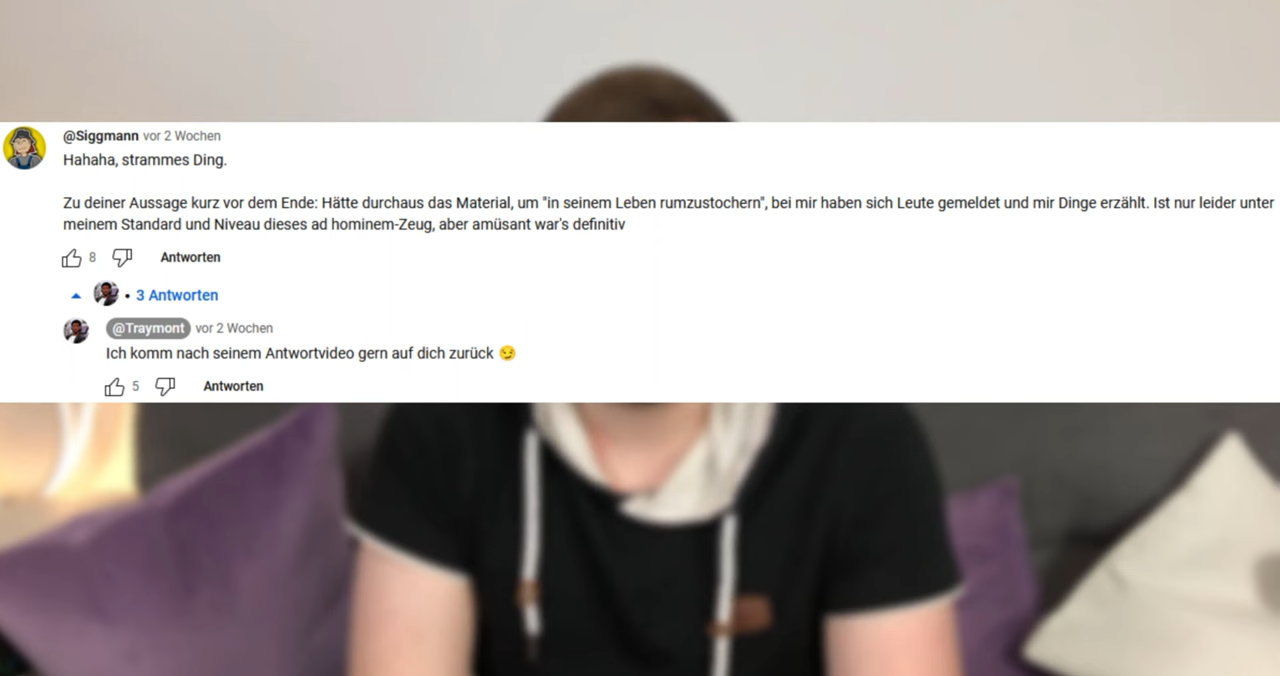 @Siggmann vor 2 Wochen
Hahaha, strammes Ding.
Zu deiner Aussage kurz vor dem Ende: Hätte durchaus das Material, um "in seinem Leben rumzustochern", bei mir haben sich Leute gemeldet und mir Dinge erzählt. Ist nur leider unter
meinem Standard und Niveau dieses ad hominem-Zeug, aber amüsant war's definitiv
8 Antworten
• 3 Antworten
@Traymont vor 2 Wochen
Ich komm nach seinem Antwortvideo gern auf dich zurück 😏
5 Antworten